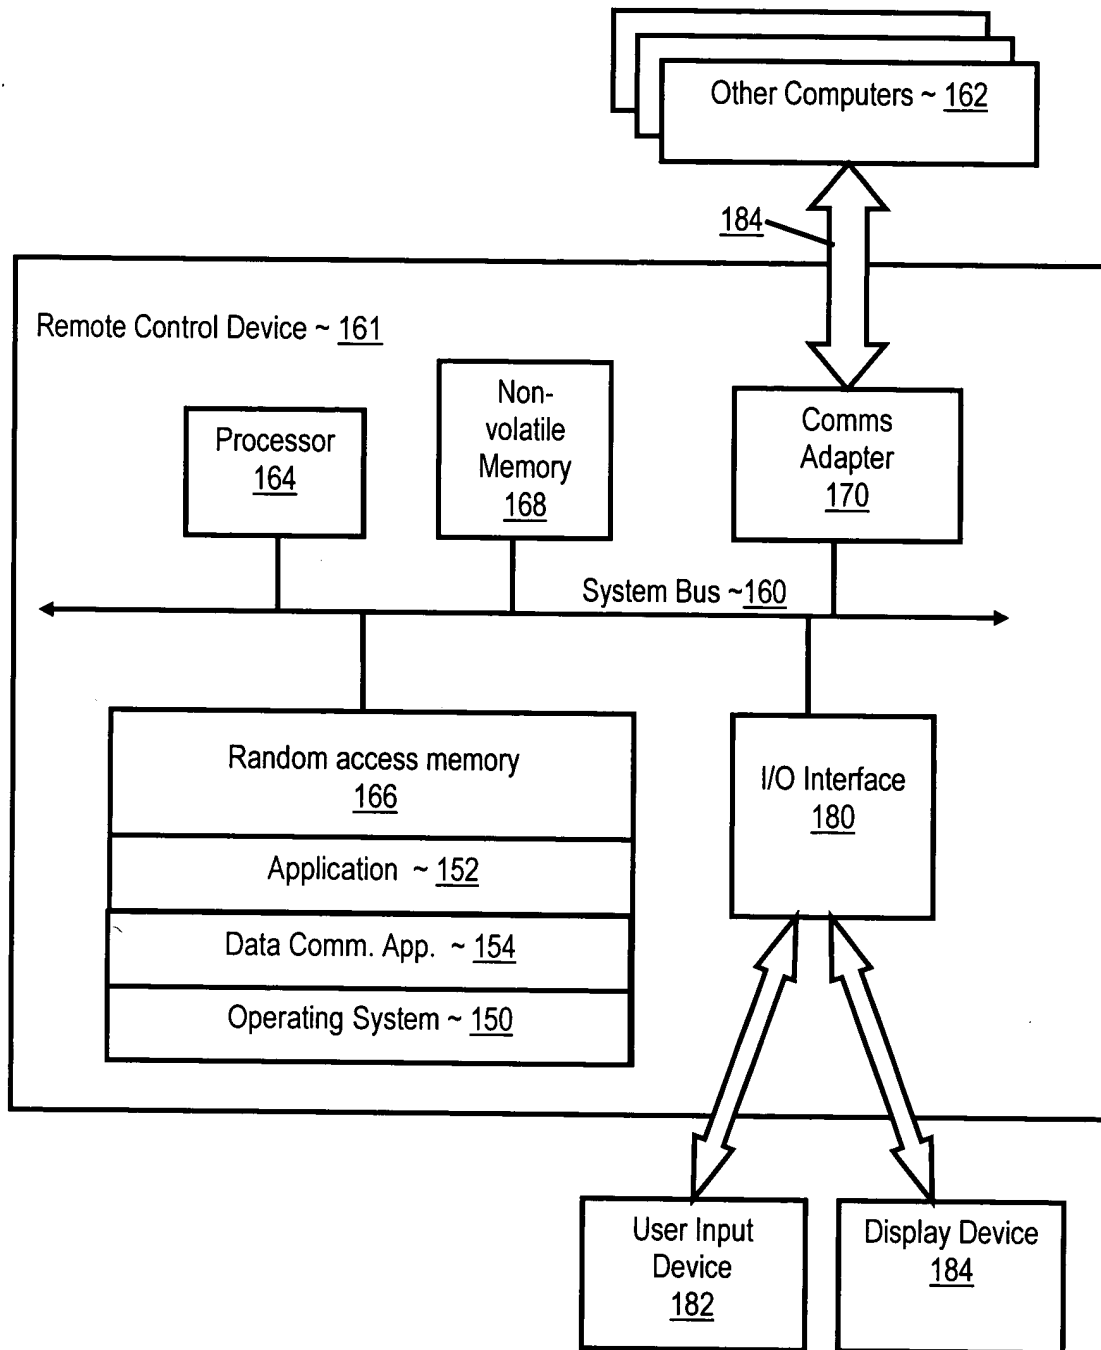 Other Computers ~ 162
184
Remote Control Device ~ 161
Processor
164
Non-
volatile
Memory
168
Comms
Adapter
170
System Bus ~160
Random access memory
166
I/O Interface
180
Application ~ 152
Data Comm. App. ~ 154
Operating System ~ 150
User Input
Device
182
Display Device
184